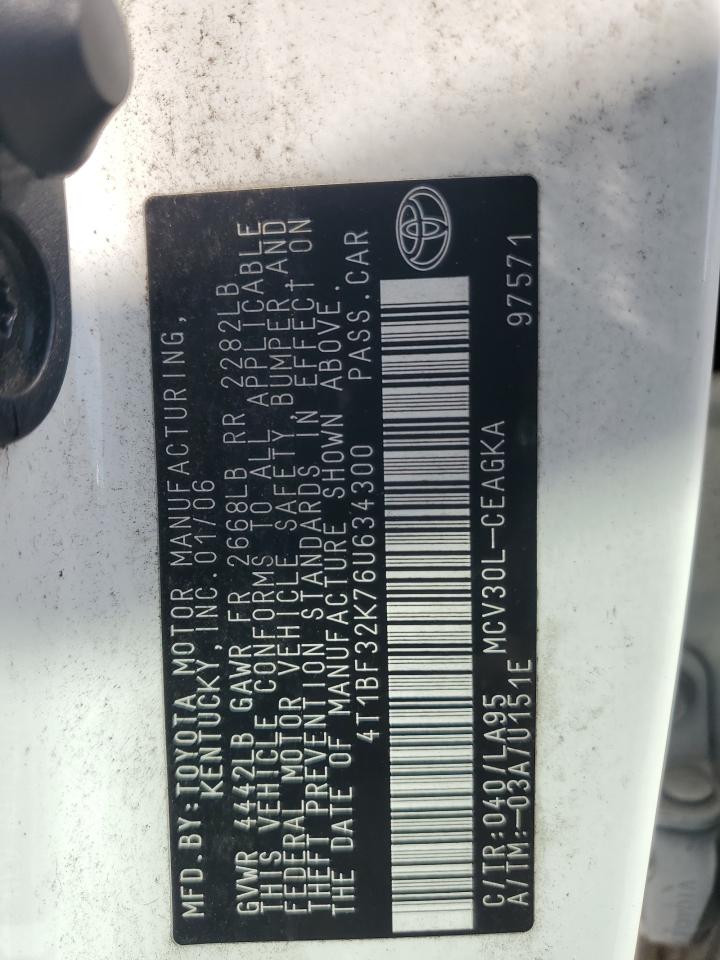 MFD.BY:TOYOTA MOTOR MANUFACTURING,
KENTUCKY,INC.01/06
GVWR 4442LB GAWR FR 2668LB RR 2282LB
THIS VEHICLE CONFORMS TO ALL APPLICABLE
FEDERAL MOTOR VEHICLE SAFETY,BUMPER,AND
THEFT PREVENTION STANDARDS IN EFFECT ON
THE DATE OF MANUFACTURE SHOWN ABOVE.
4T1BF32K76U634300 PASS.CAR
C/TR:040/LA95 MCV30L-CEAGKA
A/TM:-03A/0151E 97571